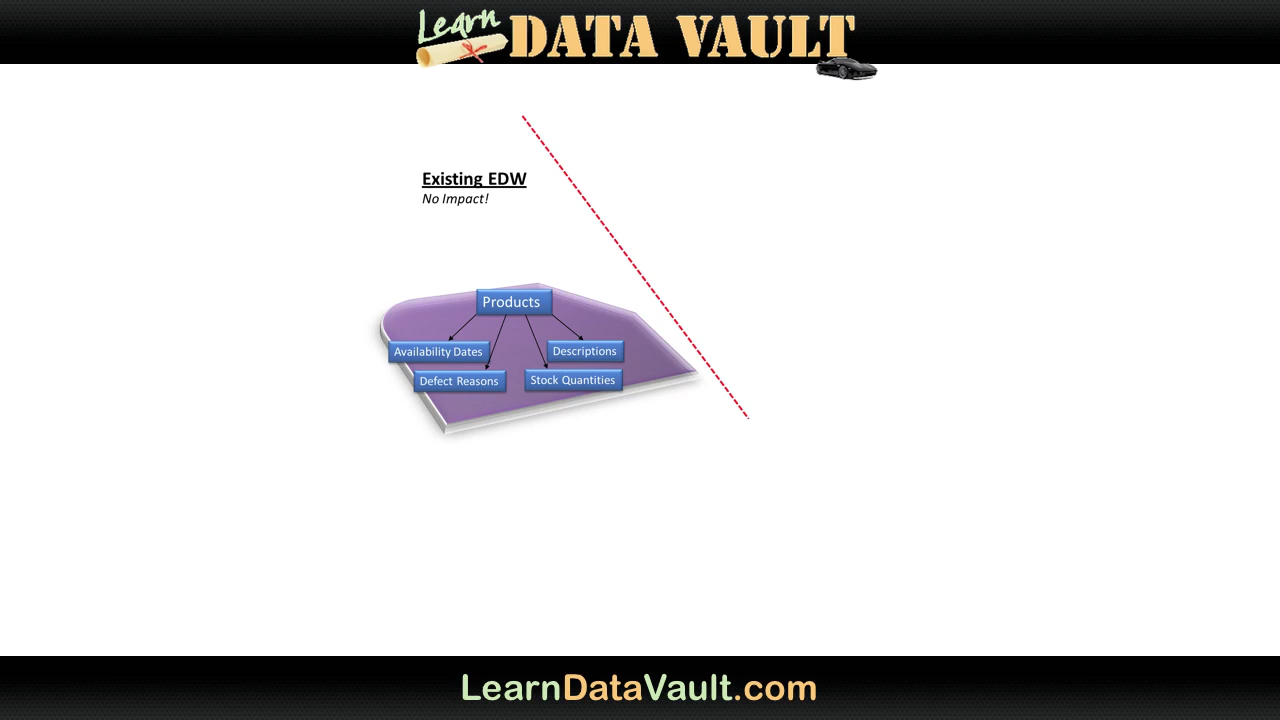 Learn DATA VAULT
Existing EDW
No Impact!
Products
Availability Dates
Descriptions
Defect Reasons
Stock Quantities
LearnDataVault.com